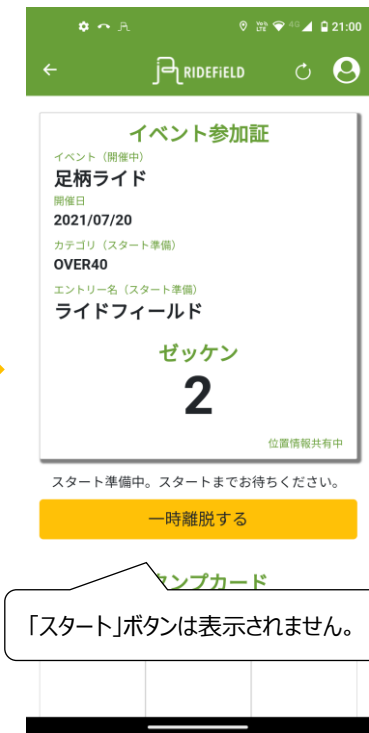 21:00
RIDEFiELD
イベント参加証
イベント（開催中）
足柄ライド
開催日
2021/07/20
カテゴリ（スタート準備）
OVER40
エントリー名（スタート準備）
ライドフィールド
ゼッケン
2
位置情報共有中
スタート準備中。スタートまでお待ちください。
一時離脱する
ンプカード
「スタート」ボタンは表示されません。